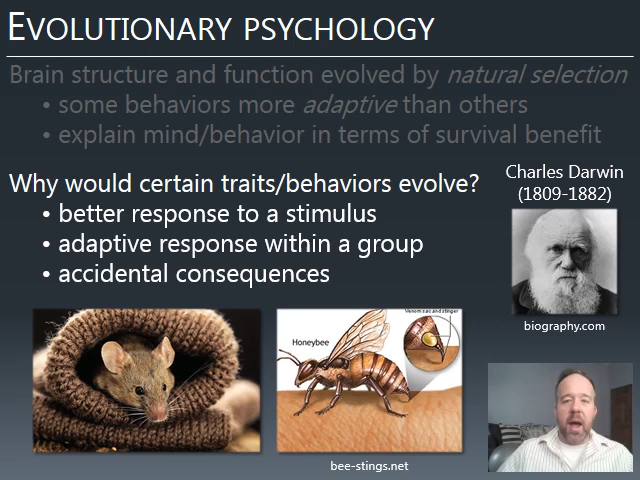 EVOLUTIONARY PSYCHOLOGY
Brain structure and function evolved by natural selection
• some behaviors more adaptive than others
• explain mind/behavior in terms of survival benefit
Why would certain traits/behaviors evolve?
• better response to a stimulus
• adaptive response within a group
• accidental consequences
Charles Darwin
(1809-1882)
biography.com
Venom sac and stinger
Honeybee
bee-stings.net